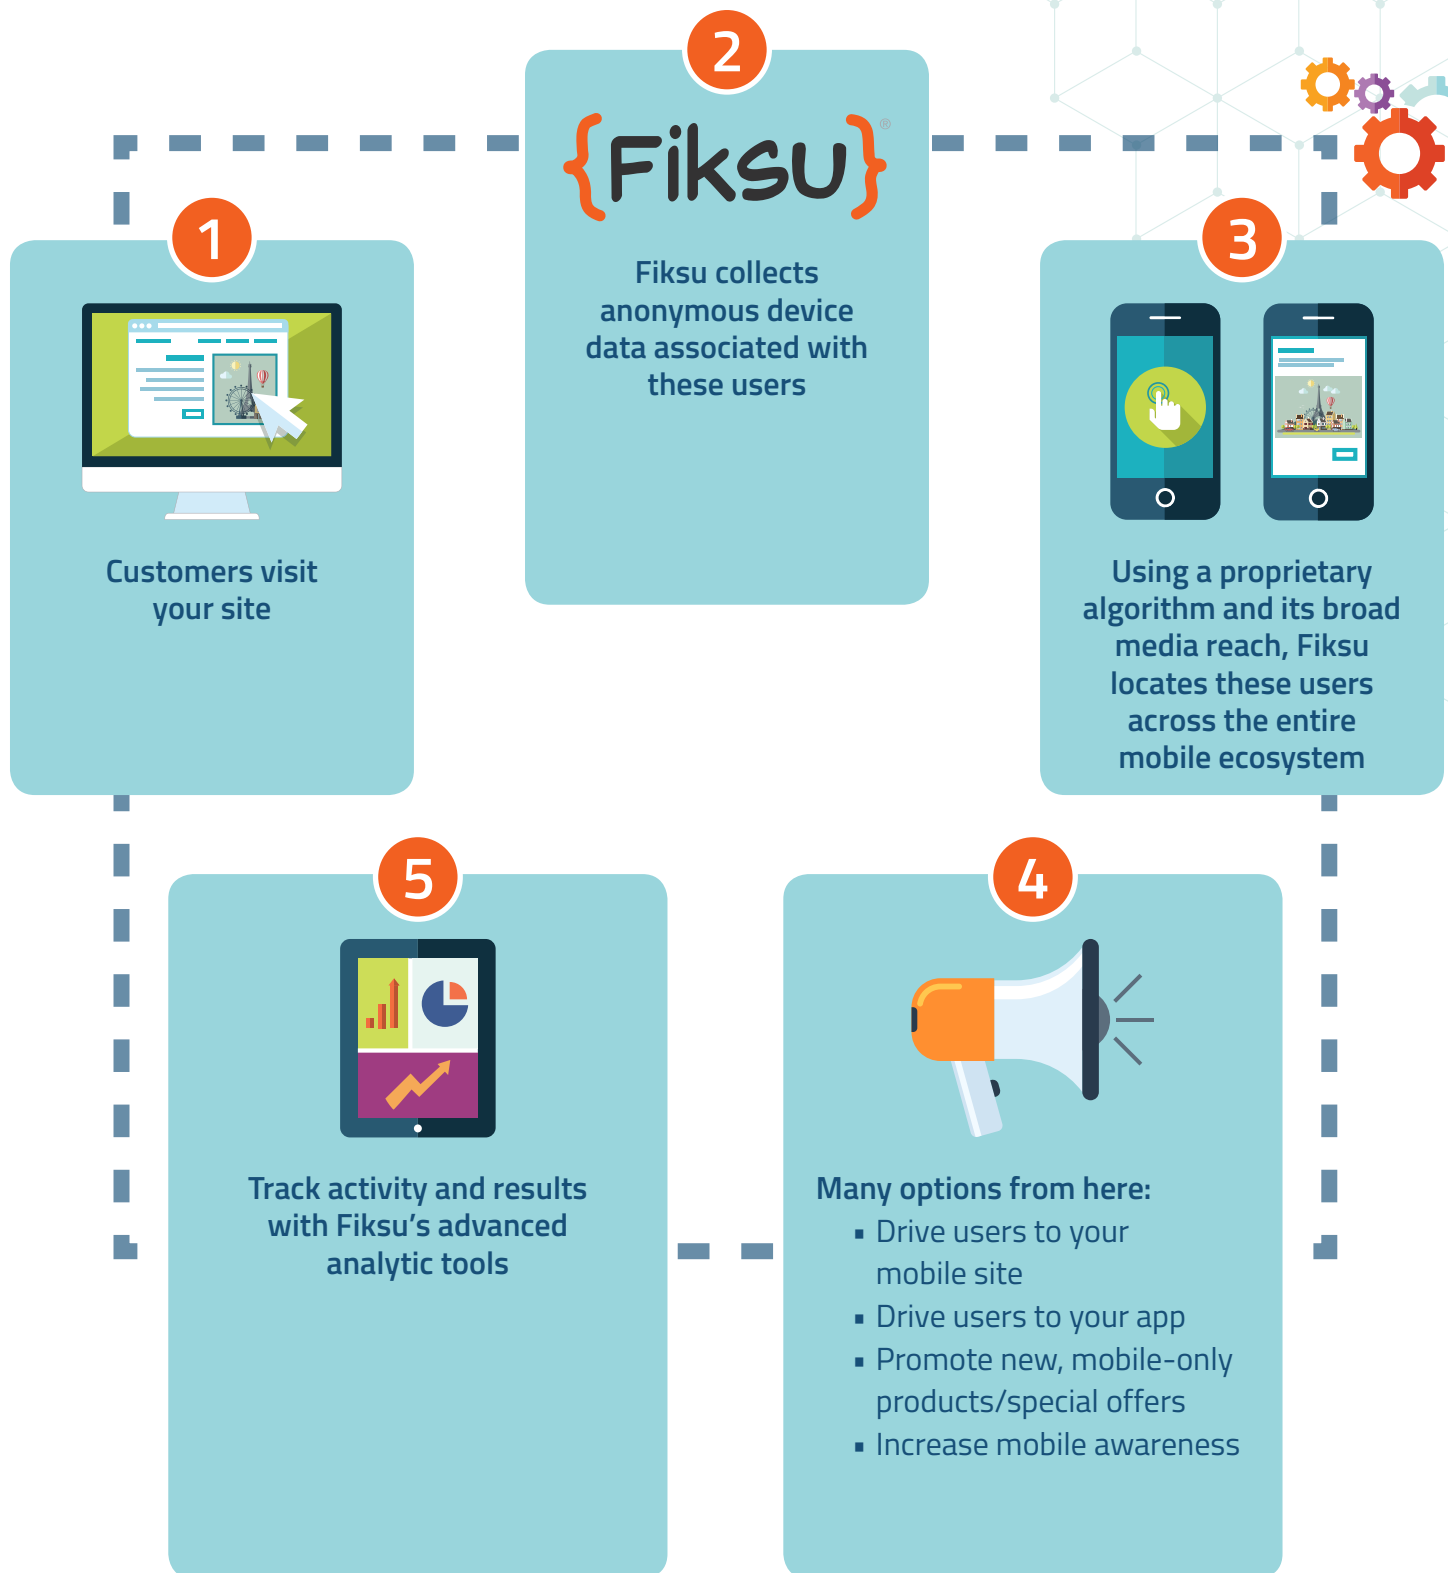 1
Customers visit
your site
2
{Fiksu}®
Fiksu collects
anonymous device
data associated with
these users
3
Using a proprietary
algorithm and its broad
media reach, Fiksu
locates these users
across the entire
mobile ecosystem
4
Many options from here:
▪ Drive users to your
mobile site
▪ Drive users to your app
▪ Promote new, mobile-only
products/special offers
▪ Increase mobile awareness
5
Track activity and results
with Fiksu’s advanced
analytic tools